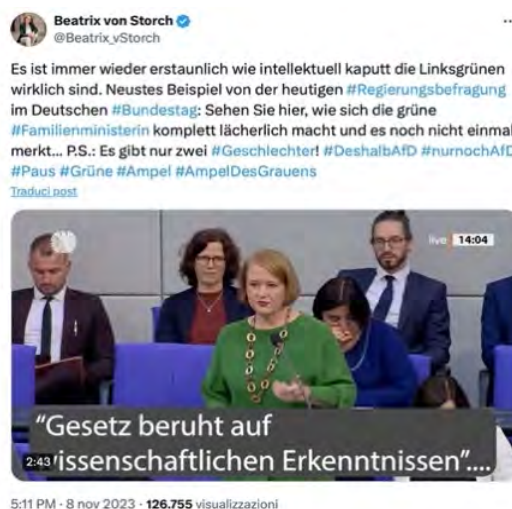 Beatrix von Storch
@Beatrix_vStorch
Es ist immer wieder erstaunlich wie intellektuell kaputt die Linksgrünen
wirklich sind. Neustes Beispiel von der heutigen #Regierungsbefragung
im Deutschen #Bundestag: Sehen Sie hier, wie sich die grüne
#Familienministerin komplett lächerlich macht und es noch nicht einmal
merkt... P.S.: Es gibt nur zwei #Geschlechter! #DeshalbAfD #nurnochAfD
#Paus #Grüne #Ampel #AmpelDesGrauens
Traduci post
live 14:04
“Gesetz beruht auf
issenschaftlichen Erkenntnissen”....
2:43
5:11 PM · 8 nov 2023 · 126.755 visualizzazioni